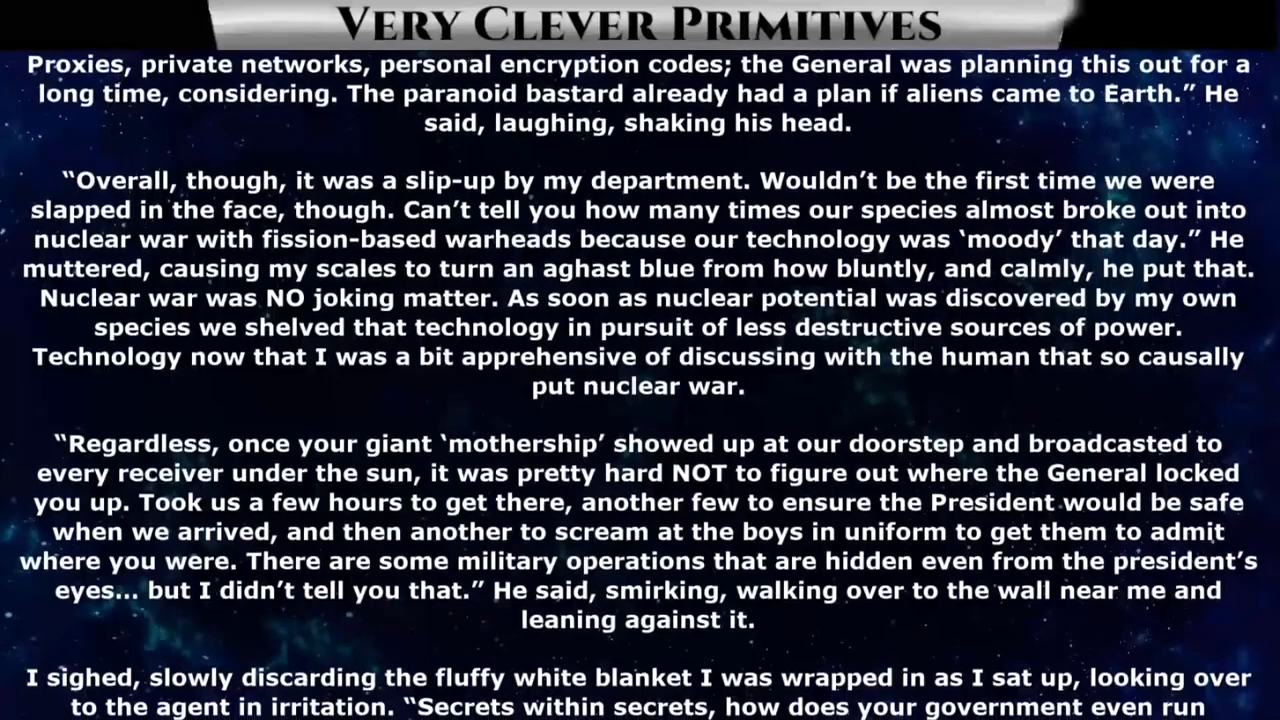 VERY CLEVER PRIMITIVES
Proxies, private networks, personal encryption codes; the General was planning this out for a
long time, considering. The paranoid bastard already had a plan if aliens came to Earth.” He
said, laughing, shaking his head.
“Overall, though, it was a slip-up by my department. Wouldn’t be the first time we were
slapped in the face, though. Can’t tell you how many times our species almost broke out into
nuclear war with fission-based warheads because our technology was ‘moody’ that day.” He
muttered, causing my scales to turn an aghast blue from how bluntly, and calmly, he put that.
Nuclear war was NO joking matter. As soon as nuclear potential was discovered by my own
species we shelved that technology in pursuit of less destructive sources of power.
Technology now that I was a bit apprehensive of discussing with the human that so causally
put nuclear war.
“Regardless, once your giant ‘mothership’ showed up at our doorstep and broadcasted to
every receiver under the sun, it was pretty hard NOT to figure out where the General locked
you up. Took us a few hours to get there, another few to ensure the President would be safe
when we arrived, and then another to scream at the boys in uniform to get them to admit
where you were. There are some military operations that are hidden even from the president’s
eyes... but I didn’t tell you that.” He said, smirking, walking over to the wall near me and
leaning against it.
I sighed, slowly discarding the fluffy white blanket I was wrapped in as I sat up, looking over
to the agent in irritation. “Secrets within secrets, how does your government even run